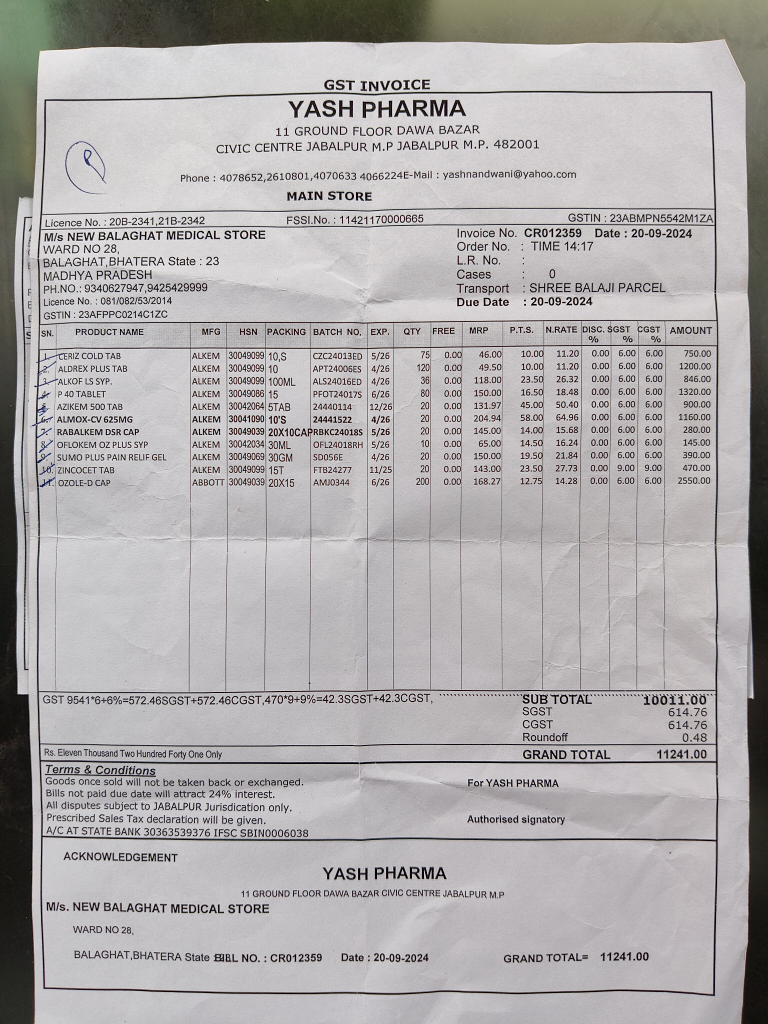 GST INVOICE
YASH PHARMA
11 GROUND FLOOR DAWA BAZAR
CIVIC CENTRE JABALPUR M.P JABALPUR M.P. 482001
Phone : 4078652,2610801,4070633 4066224E-Mail : yashnandwani@yahoo.com
MAIN STORE
Licence No. : 20B-2341,21B-2342 FSSI.No. : 11421170000665 GSTIN : 23ABMPN5542M1ZA
M/s NEW BALAGHAT MEDICAL STORE Invoice No. CR012359 Date : 20-09-2024
WARD NO 28, Order No. : TIME 14:17
BALAGHAT,BHATERA State : 23 L.R. No. :
MADHYA PRADESH Cases : 0
PH.NO.: 9340627947,9425429999 Transport : SHREE BALAJI PARCEL
Licence No. : 081/082/53/2014 Due Date : 20-09-2024
GSTIN : 23AFPPC0214C1ZC
SN. PRODUCT NAME MFG HSN PACKING BATCH NO. EXP. QTY FREE MRP P.T.S. N.RATE DISC. % SGST % CGST % AMOUNT
1. CERIZ COLD TAB ALKEM 30049099 10,S CZC24013ED 5/26 75 0.00 46.00 10.00 11.20 0.00 6.00 6.00 750.00
2. ALDREX PLUS TAB ALKEM 30049099 10 APT24006ES 4/26 120 0.00 49.50 10.00 11.20 0.00 6.00 6.00 1200.00
3. ALKOF LS SYP. ALKEM 30049099 100ML ALS24016ED 4/26 36 0.00 118.00 23.50 26.32 0.00 6.00 6.00 846.00
4. P 40 TABLET ALKEM 30049086 15 PFOT24017S 6/26 80 0.00 150.00 16.50 18.48 0.00 6.00 6.00 1320.00
5. AZIKEM 500 TAB ALKEM 30042064 5TAB 24440114 12/26 20 0.00 131.97 45.00 50.40 0.00 6.00 6.00 900.00
6. ALMOX-CV 625MG ALKEM 30041090 10'S 24441522 4/26 20 0.00 204.94 58.00 64.96 0.00 6.00 6.00 1160.00
7. RABALKEM DSR CAP ALKEM 30049039 20X10CAP RBKC24018S 5/26 20 0.00 145.00 14.00 15.68 0.00 6.00 6.00 280.00
8. OFLOKEM OZ PLUS SYP ALKEM 30042034 30ML OFL24018RH 5/26 10 0.00 65.00 14.50 16.24 0.00 6.00 6.00 145.00
9. SUMO PLUS PAIN RELIF GEL ALKEM 30049069 30GM SD056E 4/26 20 0.00 150.00 19.50 21.84 0.00 6.00 6.00 390.00
10. ZINCOCET TAB ALKEM 30049099 15T FTB24277 11/25 20 0.00 143.00 23.50 27.73 0.00 9.00 9.00 470.00
11. OZOLE-D CAP ABBOTT 30049039 20X15 AMJ0344 6/26 200 0.00 168.27 12.75 14.28 0.00 6.00 6.00 2550.00
GST 9541*6+6%=572.46SGST+572.46CGST,470*9+9%=42.3SGST+42.3CGST, SUB TOTAL 10011.00
SGST 614.76
CGST 614.76
Roundoff 0.48
Rs. Eleven Thousand Two Hundred Forty One Only GRAND TOTAL 11241.00
Terms & Conditions
Goods once sold will not be taken back or exchanged. For YASH PHARMA
Bills not paid due date will attract 24% interest.
All disputes subject to JABALPUR Jurisdication only.
Prescribed Sales Tax declaration will be given. Authorised signatory
A/C AT STATE BANK 30363539376 IFSC SBIN0006038
ACKNOWLEDGEMENT
YASH PHARMA
11 GROUND FLOOR DAWA BAZAR CIVIC CENTRE JABALPUR M.P
M/s. NEW BALAGHAT MEDICAL STORE
WARD NO 28,
BALAGHAT,BHATERA State BILL NO. : CR012359 Date : 20-09-2024 GRAND TOTAL= 11241.00